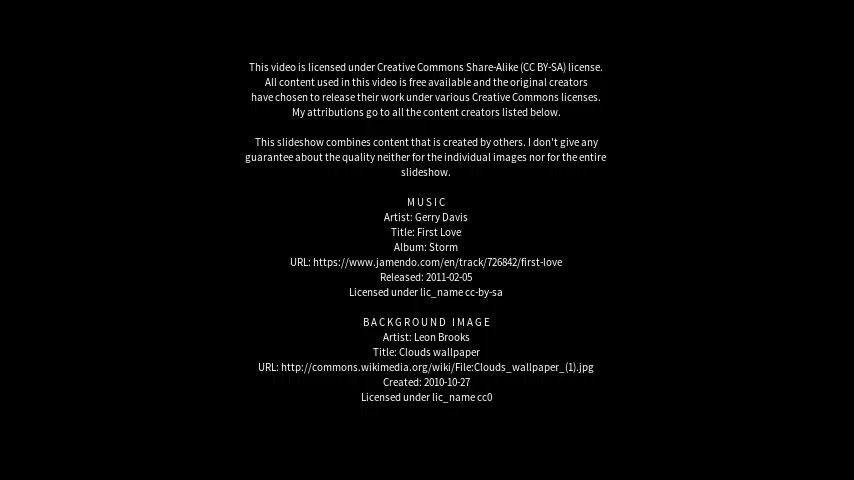 This video is licensed under Creative Commons Share-Alike (CC BY-SA) license.
All content used in this video is free available and the original creators
have chosen to release their work under various Creative Commons licenses.
My attributions go to all the content creators listed below.
This slideshow combines content that is created by others. I don't give any
guarantee about the quality neither for the individual images nor for the entire
slideshow.
MUSIC
Artist: Gerry Davis
Title: First Love
Album: Storm
URL: https://www.jamendo.com/en/track/726842/first-love
Released: 2011-02-05
Licensed under lic_name cc-by-sa
BACKGROUND IMAGE
Artist: Leon Brooks
Title: Clouds wallpaper
URL: http://commons.wikimedia.org/wiki/File:Clouds_wallpaper_(1).jpg
Created: 2010-10-27
Licensed under lic_name cc0